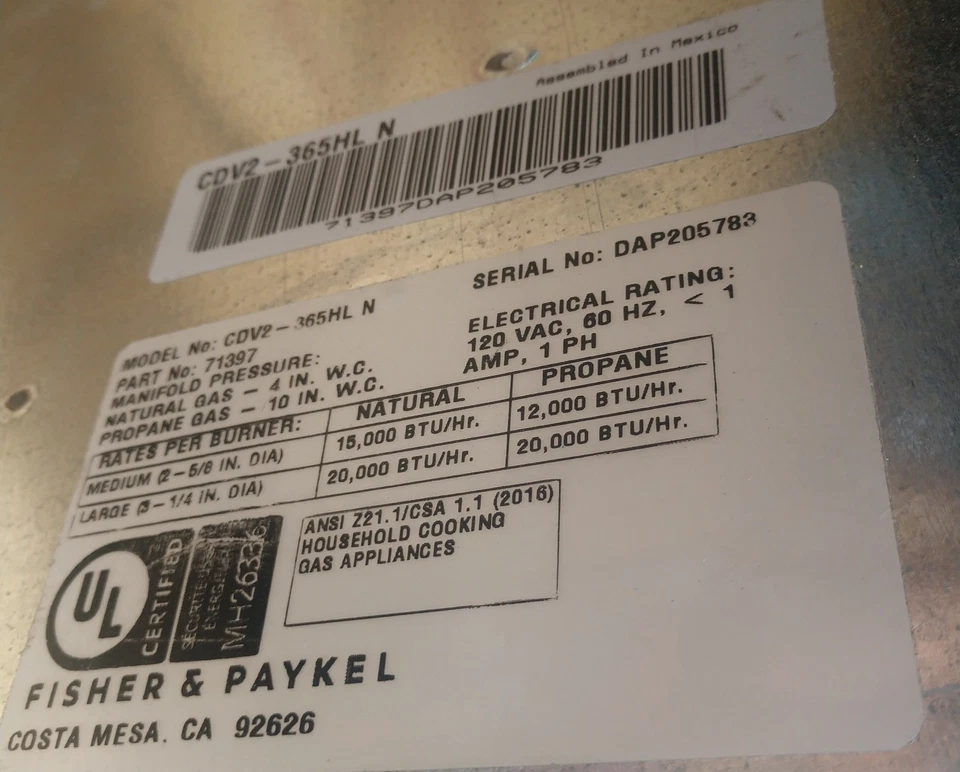 Assembled In Mexico
CDV2-365HL N
71397DAP205783
MODEL No: CDV2-365HL N
PART No: 71397
MANIFOLD PRESSURE:
NATURAL GAS - 4 IN. W.C.
PROPANE GAS - 10 IN. W.C.
SERIAL No: DAP205783
ELECTRICAL RATING:
120 VAC, 60 HZ, < 1
AMP, 1 PH
RATES PER BURNER: NATURAL PROPANE
MEDIUM (2-5/8 IN. DIA) 15,000 BTU/Hr. 12,000 BTU/Hr.
LARGE (3-1/4 IN. DIA) 20,000 BTU/Hr. 20,000 BTU/Hr.
UL
CERTIFIED
MH26336
ANSI Z21.1/CSA 1.1 (2016)
HOUSEHOLD COOKING
GAS APPLIANCES
FISHER & PAYKEL
COSTA MESA. CA 92626